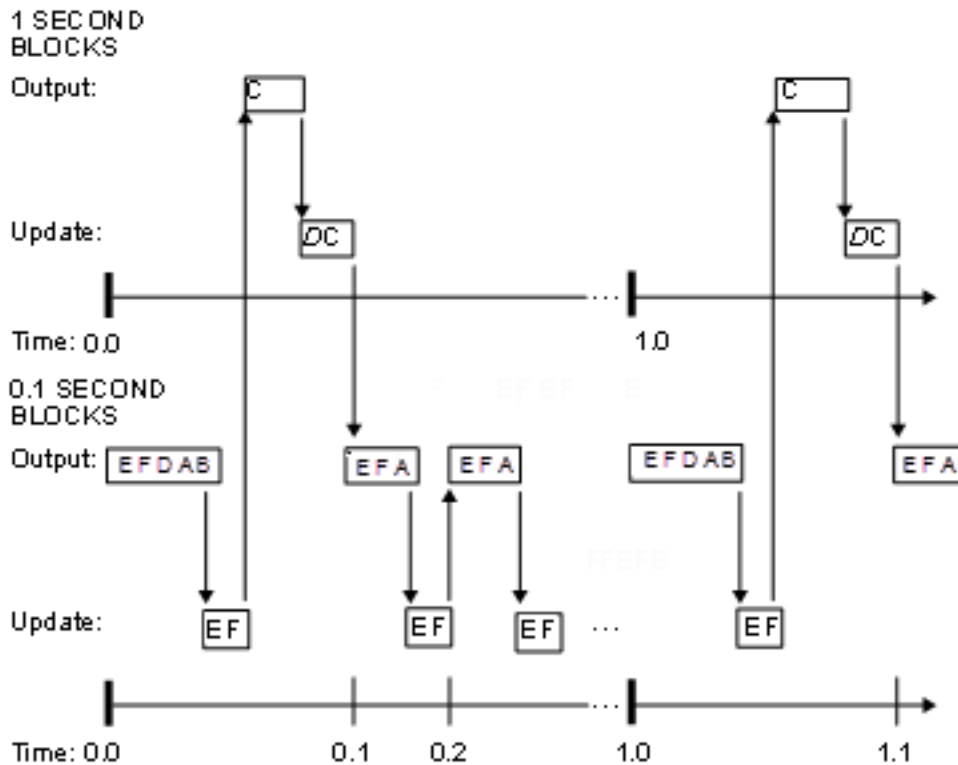 1 SECOND
BLOCKS
Output:
C
C
Update:
DC
DC
...
Time: 0.0
1.0
0.1 SECOND
BLOCKS
Output:
EFDAB
EFA
EFA
EFDAB
EFA
Update:
EF
EF
EF
...
EF
...
Time: 0.0
0.1
0.2
1.0
1.1